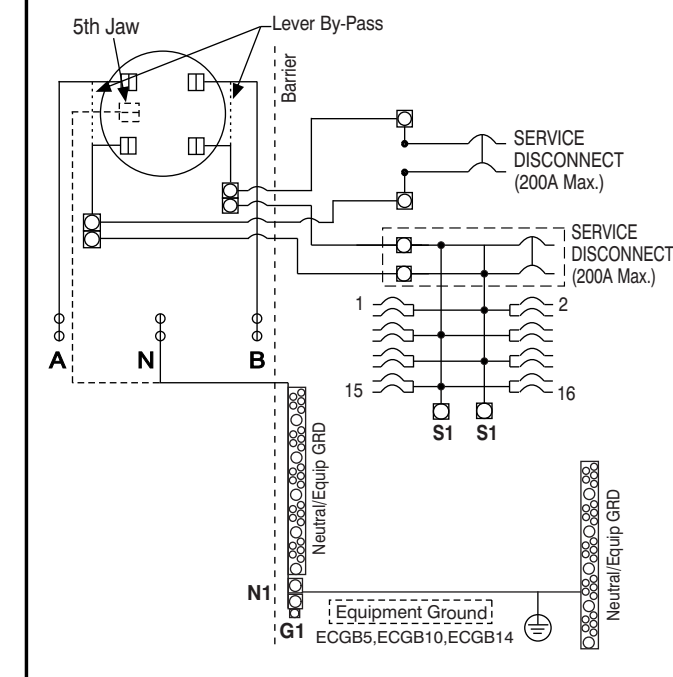 5th Jaw
Lever By-Pass
Barrier
SERVICE
DISCONNECT
(200A Max.)
SERVICE
DISCONNECT
(200A Max.)
1
2
15
16
A
N
B
S1
S1
Neutral/Equip GRD
Neutral/Equip GRD
N1
G1
Equipment Ground
ECGB5,ECGB10,ECGB14